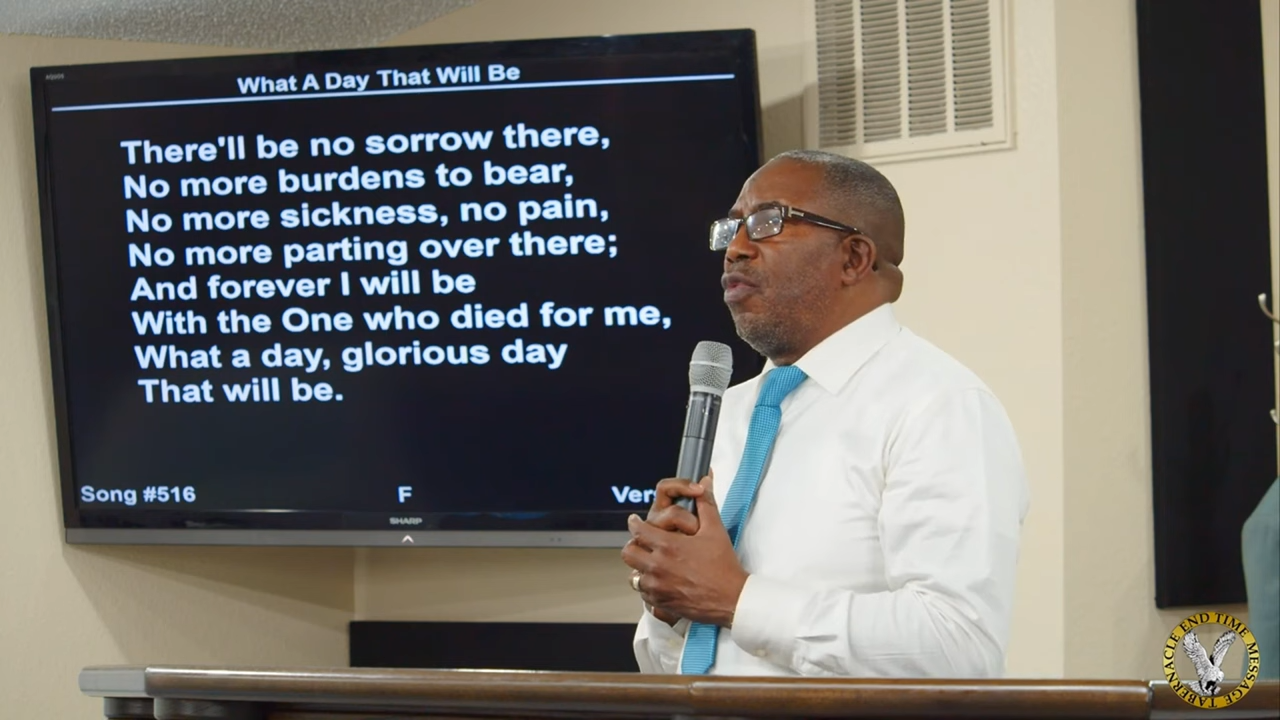 What A Day That Will Be
There'll be no sorrow there,
No more burdens to bear,
No more sickness, no pain,
No more parting over there;
And forever I will be
With the One who died for me,
What a day, glorious day
That will be.
Song #516 F
SHARP
END TIME MESSAGE TABERNACLE